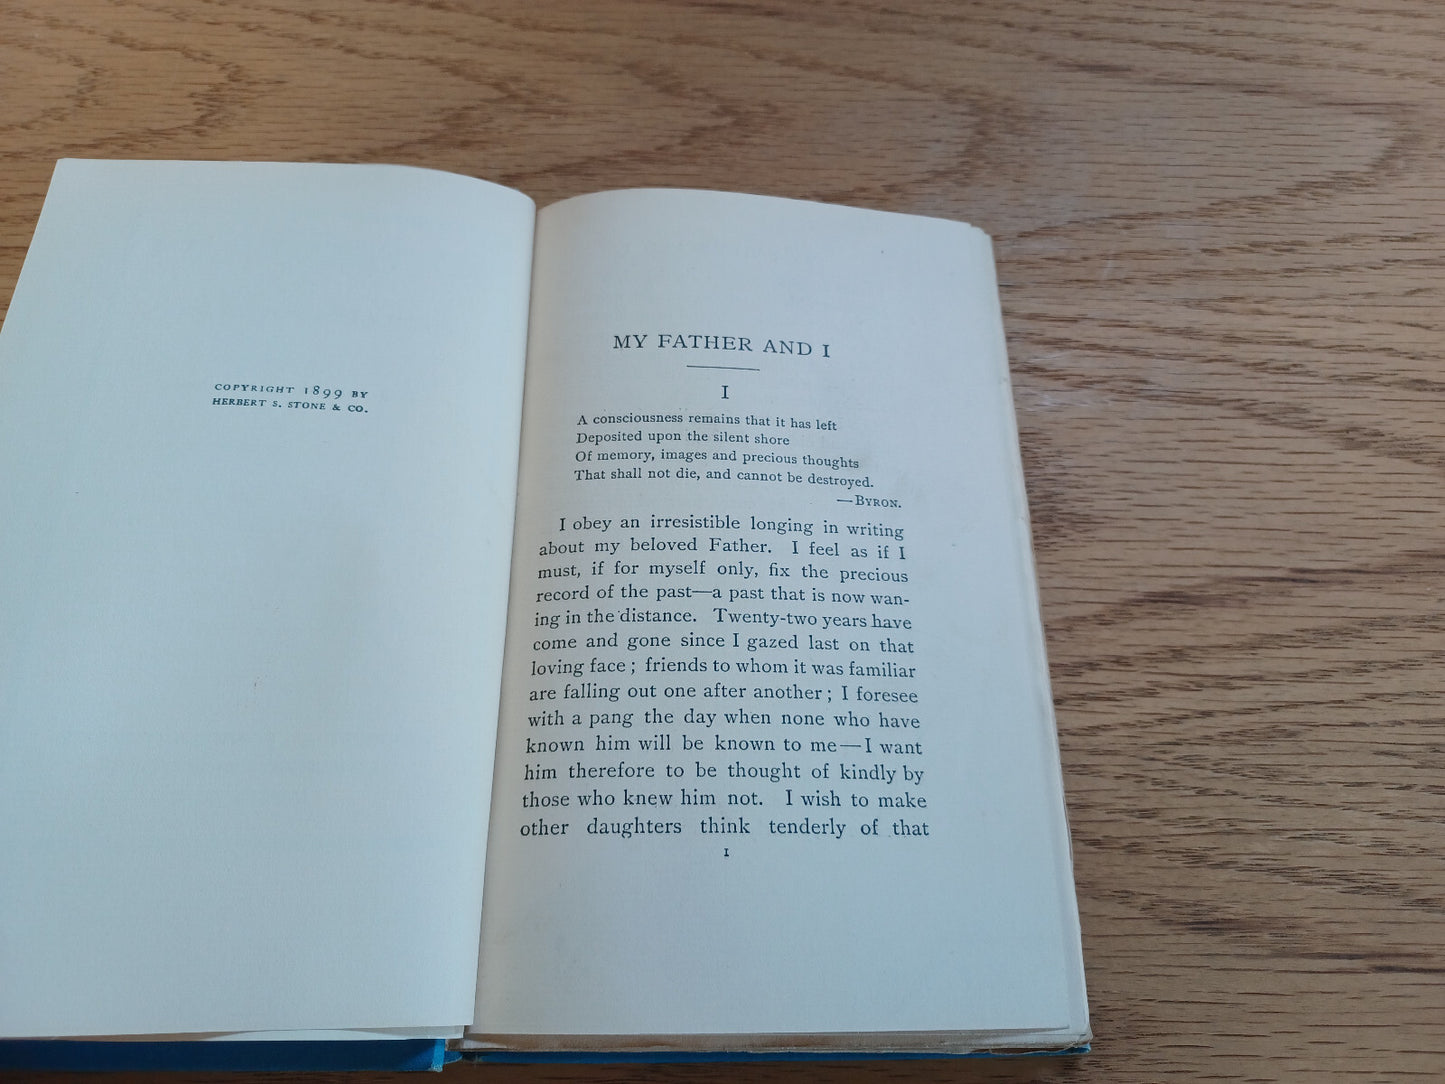 COPYRIGHT 1899 BY
HERBERT S. STONE & CO.
MY FATHER AND I
I
A consciousness remains that it has left
Deposited upon the silent shore
Of memory, images and precious thoughts
That shall not die, and cannot be destroyed.
—BYRON.
I obey an irresistible longing in writing
about my beloved Father. I feel as if I
must, if for myself only, fix the precious
record of the past—a past that is now wan-
ing in the distance. Twenty-two years have
come and gone since I gazed last on that
loving face; friends to whom it was familiar
are falling out one after another; I foresee
with a pang the day when none who have
known him will be known to me—I want
him therefore to be thought of kindly by
those who knew him not. I wish to make
other daughters think tenderly of that
1